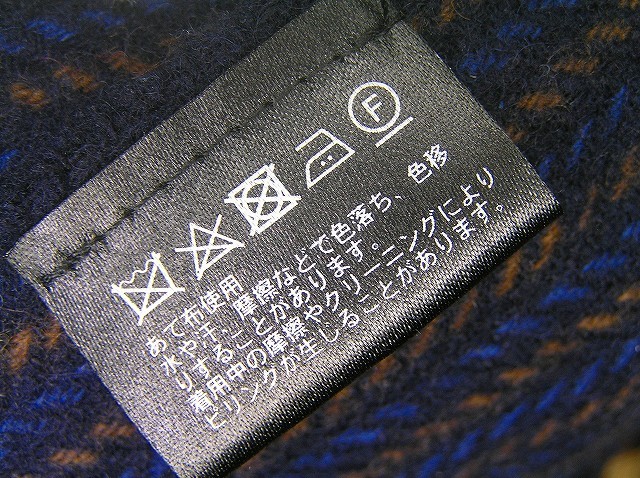 F
あて布使用
水や汗、摩擦などで色落ち、色移
りすることがあります。
着用中の摩擦やクリーニングにより
ピリングが生じることがあります。